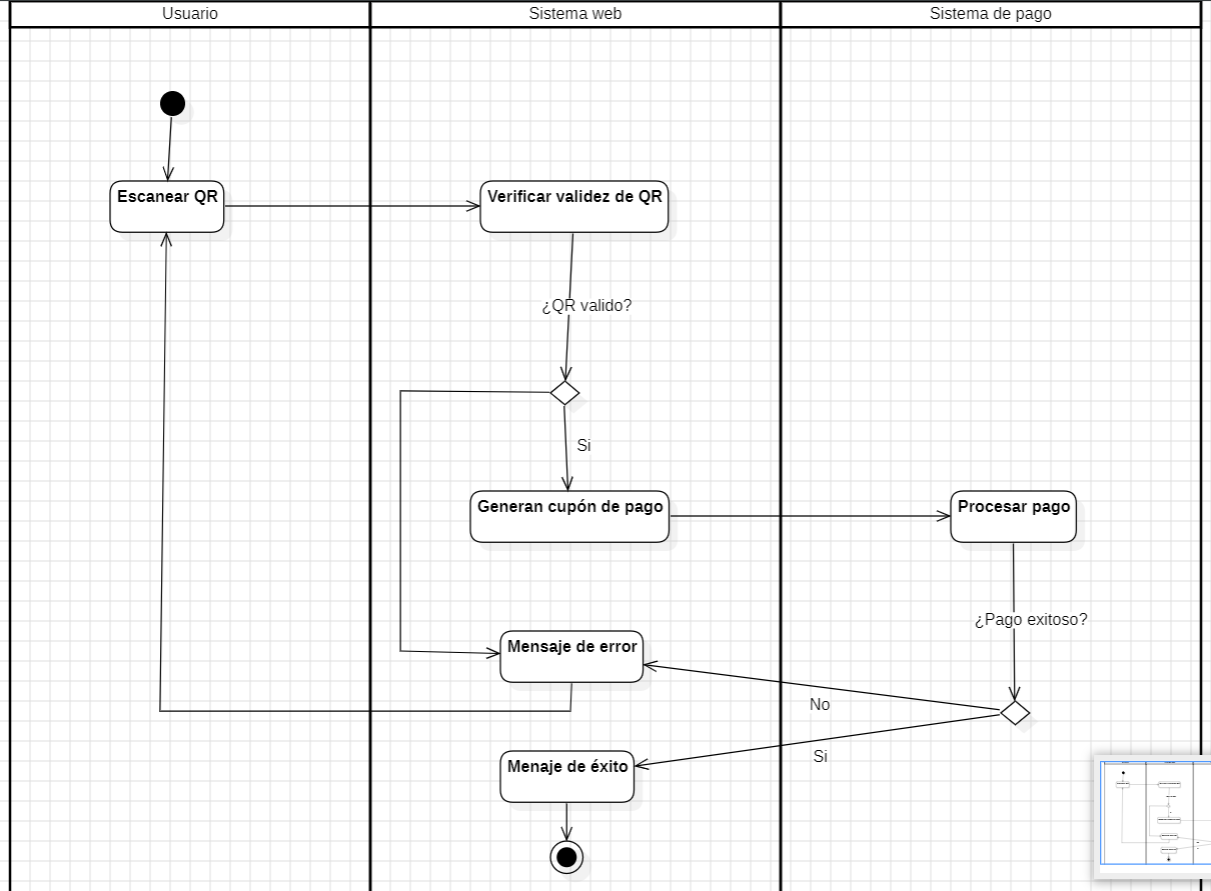 Usuario
Sistema web
Sistema de pago
Escanear QR
Verificar validez de QR
¿QR valido?
Si
Generan cupón de pago
Procesar pago
¿Pago exitoso?
Mensaje de error
No
Si
Menaje de éxito